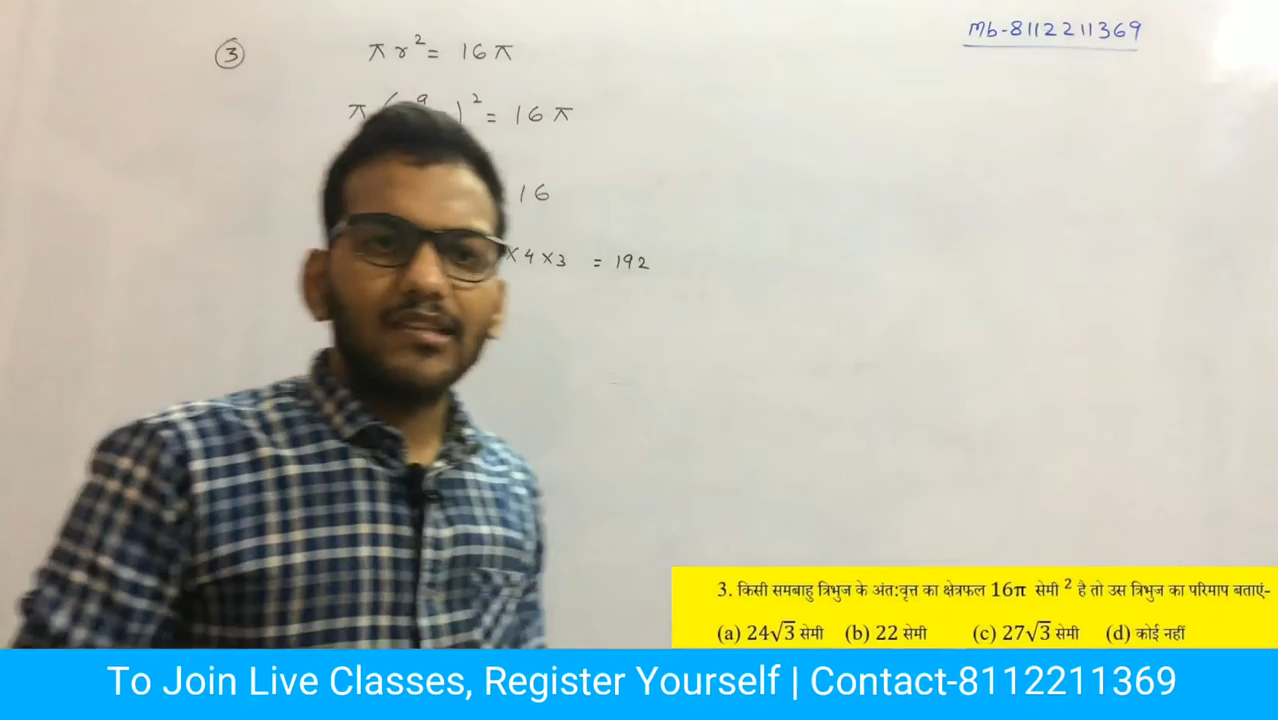 Mb-8112211369
③ πr² = 16π
π ( )² = 16π
16
×4×3 = 192
3. किसी समबाहु त्रिभुज के अंत:वृत्त का क्षेत्रफल 16π सेमी ² है तो उस त्रिभुज का परिमाप बताएं-
(a) 24√3 सेमी (b) 22 सेमी (c) 27√3 सेमी (d) कोई नहीं
To Join Live Classes, Register Yourself | Contact-8112211369